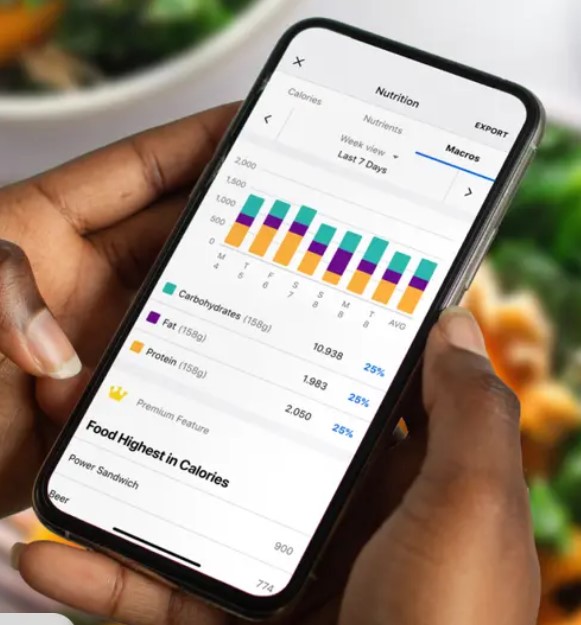 ×
Nutrition
EXPORT
Calories
Nutrients
Macros
Week view
Last 7 Days
2,000
1,500
1,000
500
0
M T F S S M T AVG
4 5 6 7 8 8 8
Carbohydrates (158g) 10.938 25%
Fat (158g) 1.983 25%
Protein (158g) 2.050 25%
Premium Feature
Food Highest in Calories
Power Sandwich 900
Beer 774